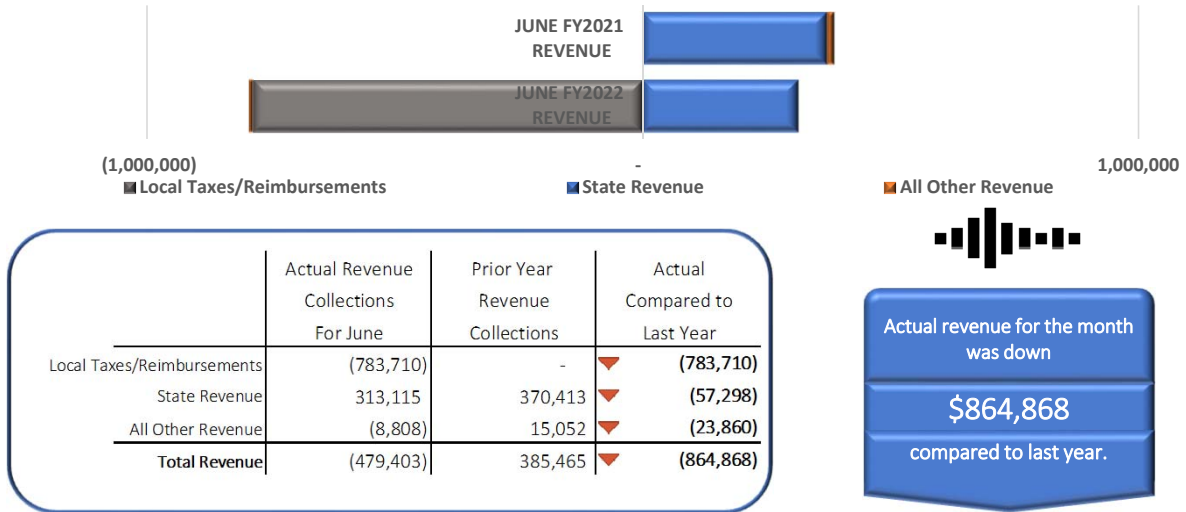 JUNE FY2021
REVENUE
JUNE FY2022
REVENUE
(1,000,000) - 1,000,000
Local Taxes/Reimbursements State Revenue All Other Revenue
Actual Revenue Prior Year Actual
Collections Revenue Compared to
For June Collections Last Year
Local Taxes/Reimbursements (783,710) - (783,710)
State Revenue 313,115 370,413 (57,298)
All Other Revenue (8,808) 15,052 (23,860)
Total Revenue (479,403) 385,465 (864,868)
Actual revenue for the month
was down
$864,868
compared to last year.